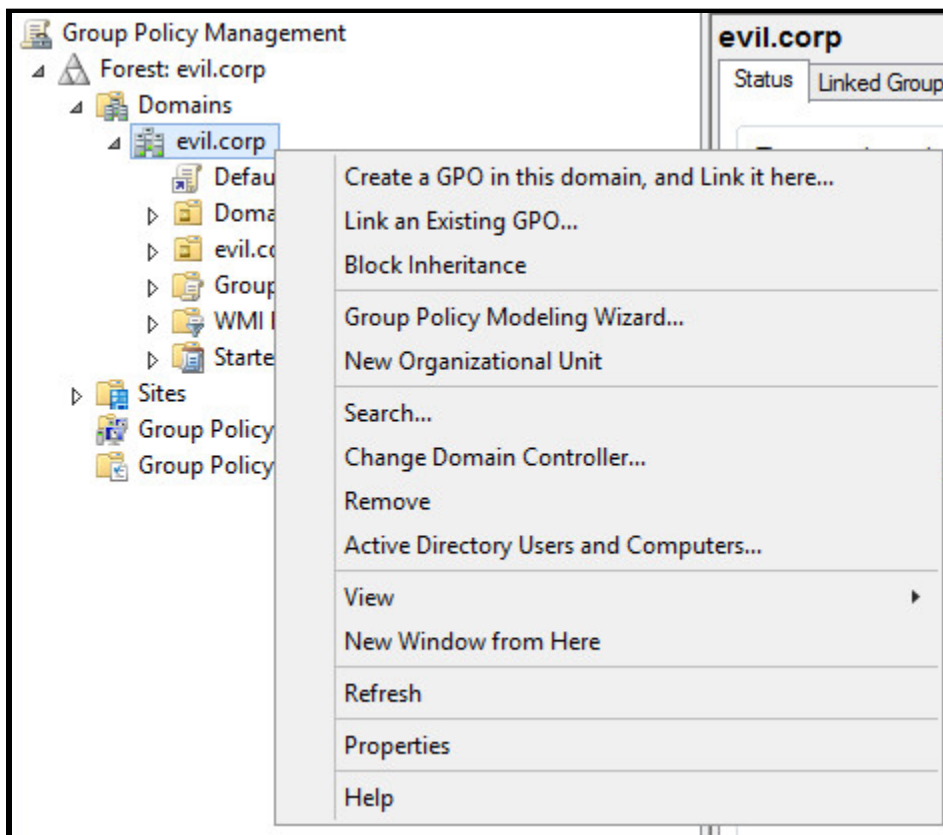 Group Policy Management
Forest: evil.corp
Domains
evil.corp
Defau
Doma
evil.co
Group
WMI
Starte
Sites
Group Policy
Group Policy
evil.corp
Status
Linked Group
Create a GPO in this domain, and Link it here...
Link an Existing GPO...
Block Inheritance
Group Policy Modeling Wizard...
New Organizational Unit
Search...
Change Domain Controller...
Remove
Active Directory Users and Computers...
View
New Window from Here
Refresh
Properties
Help